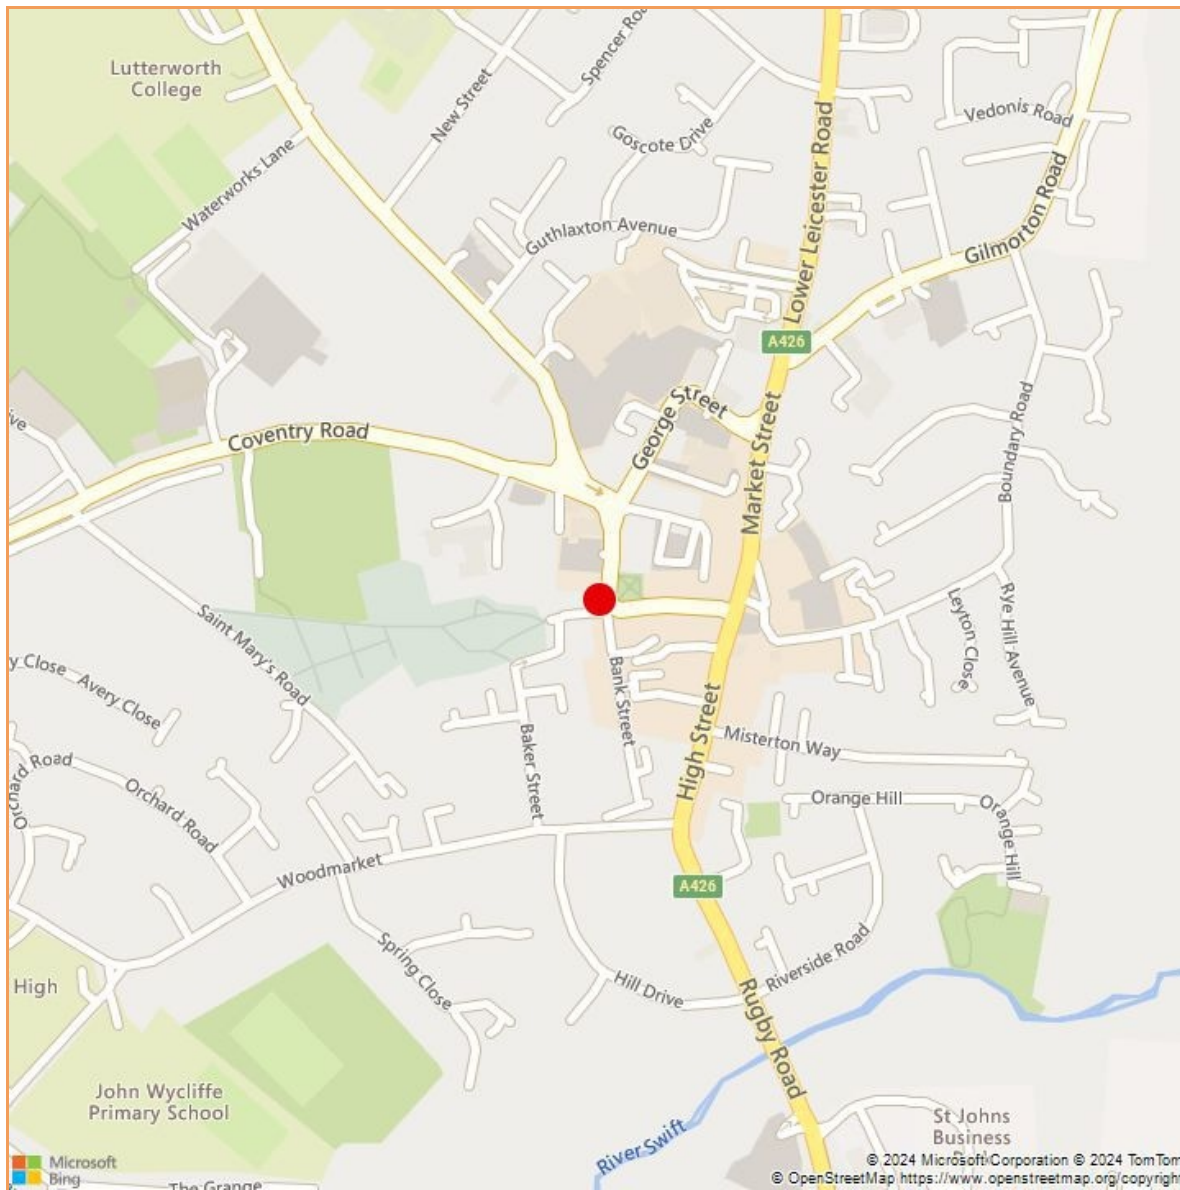 Lutterworth
College
New Street
Spencer Ro
Goscote Drive
Vedonis Road
Waterworks Lane
Guthlaxton Avenue
Lower Leicester Road
Gilmorton Road
A426
ive
Coventry Road
George Street
Market Street
Boundary Road
Saint Mary's Road
Bank Street
Leyton Close
Rye Hill Avenue
y Close
Avery Close
Baker Street
High Street
Misterton Way
Orchard Road
Orchard Road
Orange Hill
Orange Hill
Woodmarket
A426
Spring Close
Hill Drive
Riverside Road
High
Rugby Road
John Wycliffe
Primary School
River Swift
St Johns
Business
Microsoft
Bing
The Grange
© 2024 Microsoft Corporation © 2024 TomTom
© OpenStreetMap https://www.openstreetmap.org/copyright